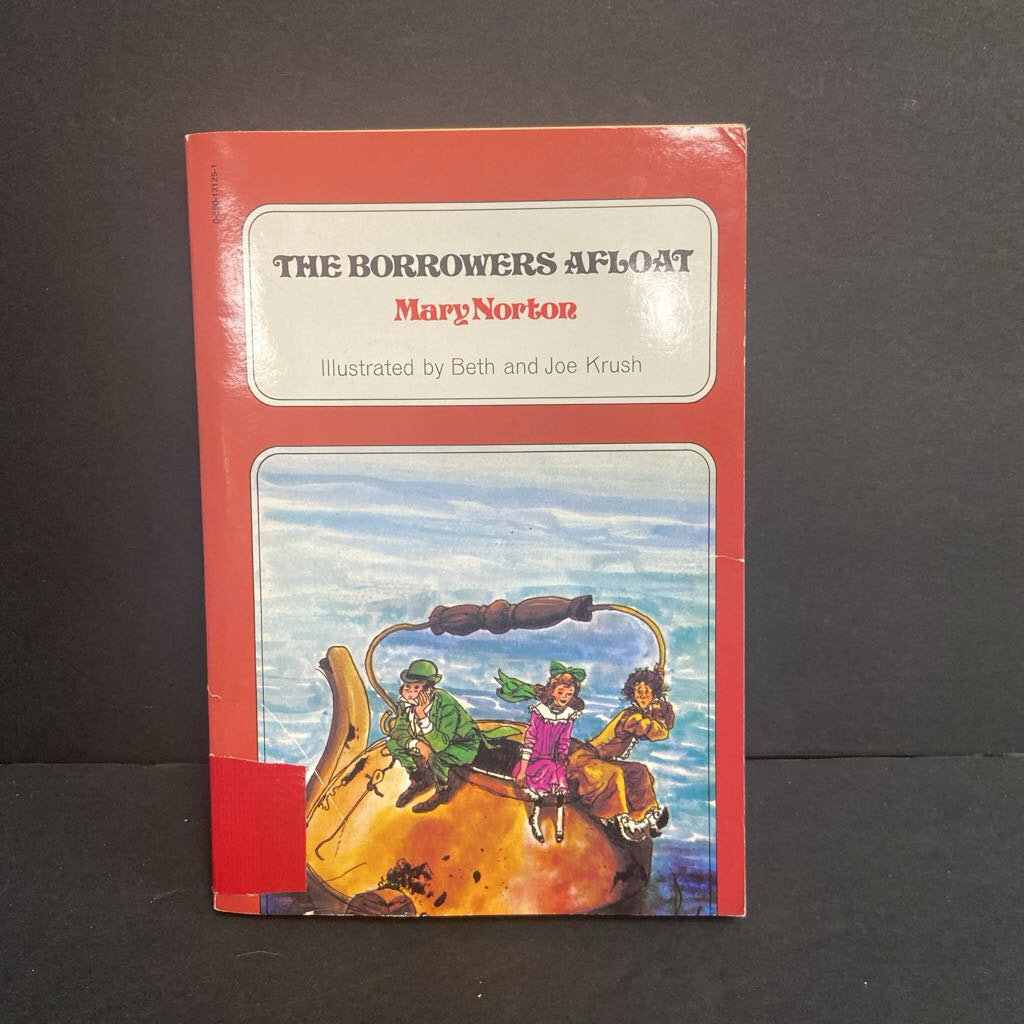 THE BORROWERS AFLOAT
Mary Norton
Illustrated by Beth and Joe Krush